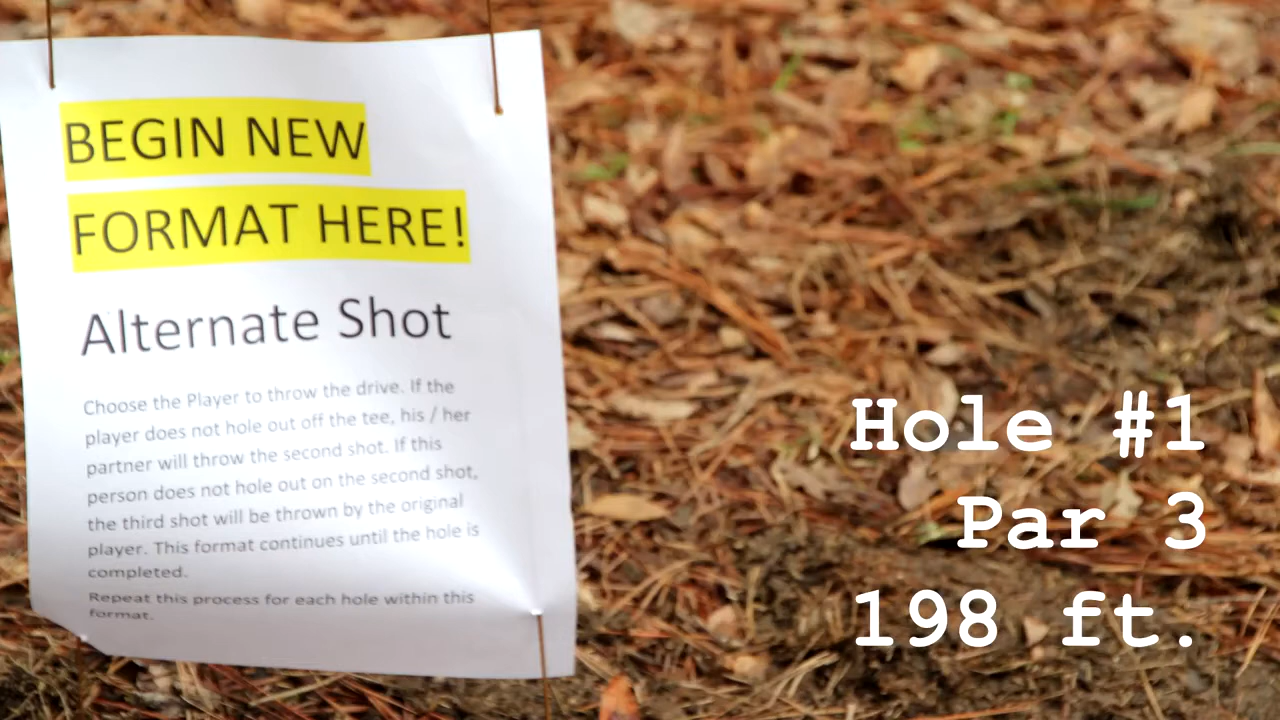 BEGIN NEW
FORMAT HERE!
Alternate Shot
Choose the Player to throw the drive. If the
player does not hole out off the tee, his / her
partner will throw the second shot. If this
person does not hole out on the second shot,
the third shot will be thrown by the original
player. This format continues until the hole is
completed.
Repeat this process for each hole within this
format.
Hole #1
Par 3
198 ft.